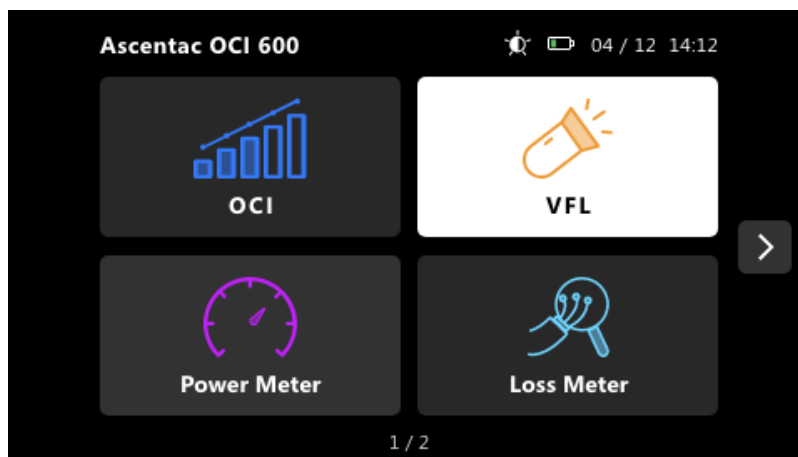 Ascentac OCI 600 04 / 12 14:12
OCI VFL
Power Meter Loss Meter
1 / 2